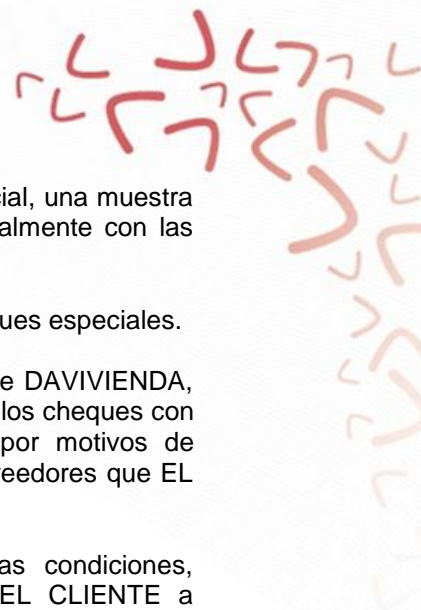 cial, una muestra
almente con las
ques especiales.
e DAVIVIENDA,
los cheques con
por motivos de
eedores que EL
as condiciones,
EL CLIENTE a